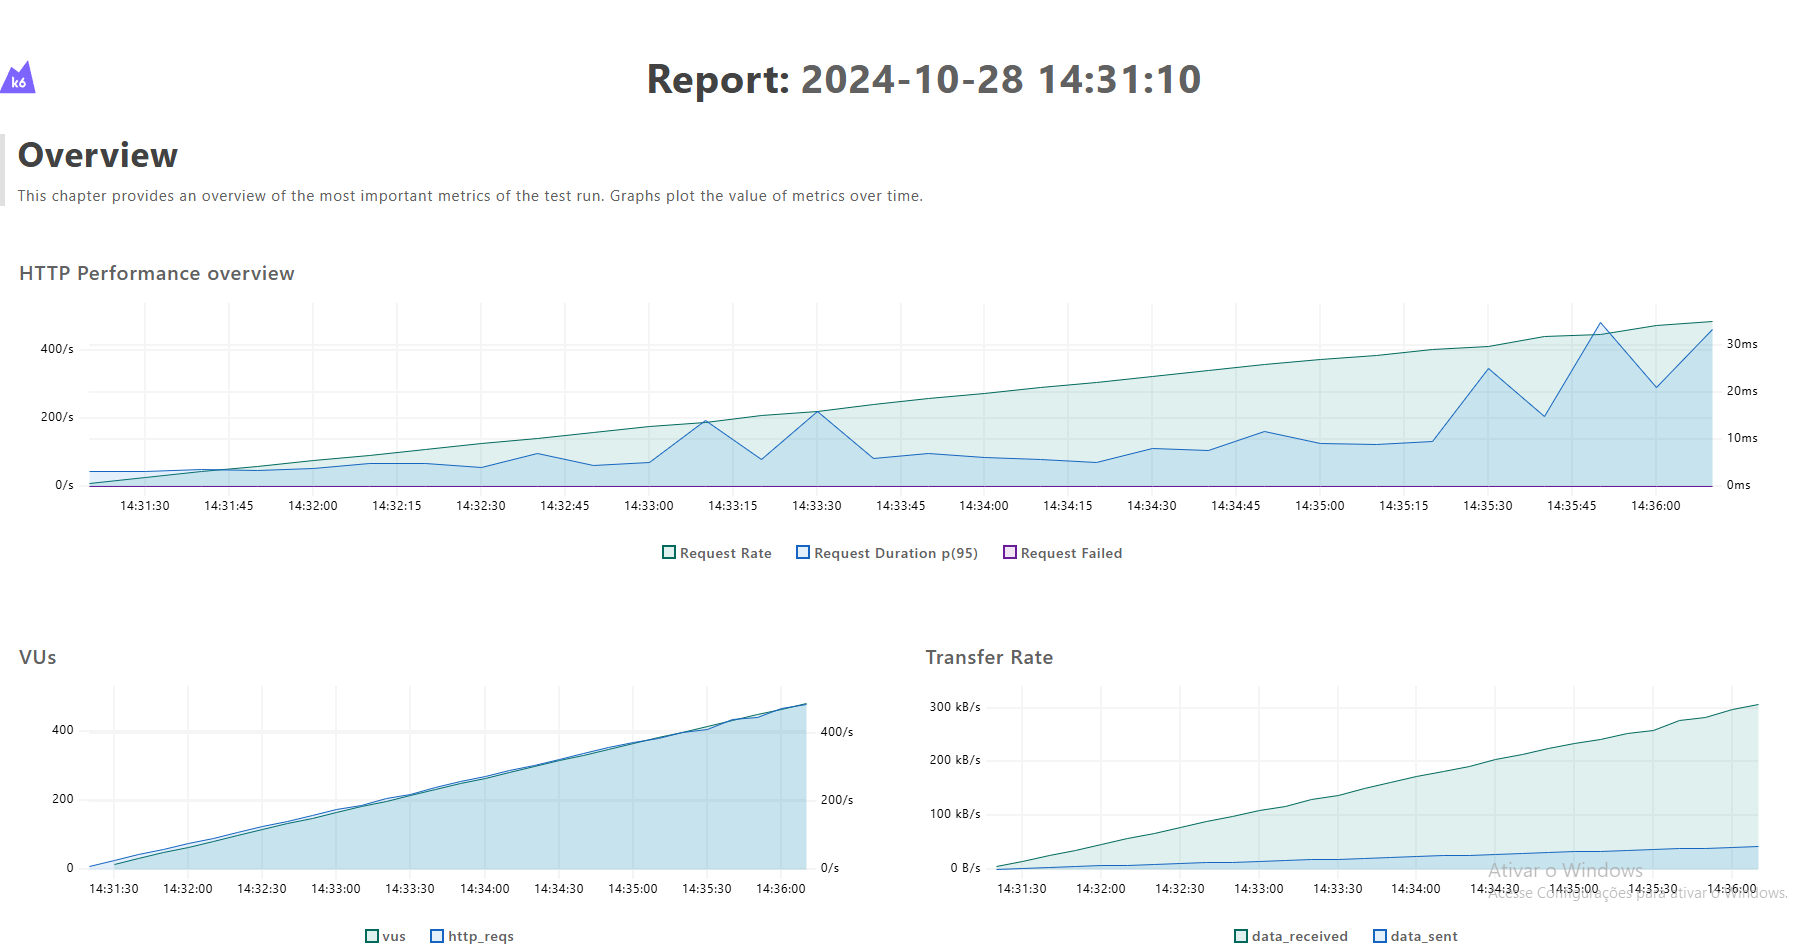 k6
Report: 2024-10-28 14:31:10
Overview
This chapter provides an overview of the most important metrics of the test run. Graphs plot the value of metrics over time.
HTTP Performance overview
400/s
200/s
0/s
30ms
20ms
10ms
0ms
14:31:30 14:31:45 14:32:00 14:32:15 14:32:30 14:32:45 14:33:00 14:33:15 14:33:30 14:33:45 14:34:00 14:34:15 14:34:30 14:34:45 14:35:00 14:35:15 14:35:30 14:35:45 14:36:00
Request Rate Request Duration p(95) Request Failed
VUs
400
200
0
400/s
200/s
0/s
14:31:30 14:32:00 14:32:30 14:33:00 14:33:30 14:34:00 14:34:30 14:35:00 14:35:30 14:36:00
vus http_reqs
Transfer Rate
300 kB/s
200 kB/s
100 kB/s
0 B/s
14:31:30 14:32:00 14:32:30 14:33:00 14:33:30 14:34:00 14:34:30 14:35:00 14:35:30 14:36:00
data_received data_sent
Ativar o Windows
Acesse Configurações para ativar o Windows.